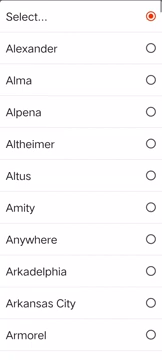 Select...
Alexander
Alma
Alpena
Altheimer
Altus
Amity
Anywhere
Arkadelphia
Arkansas City
Armorel